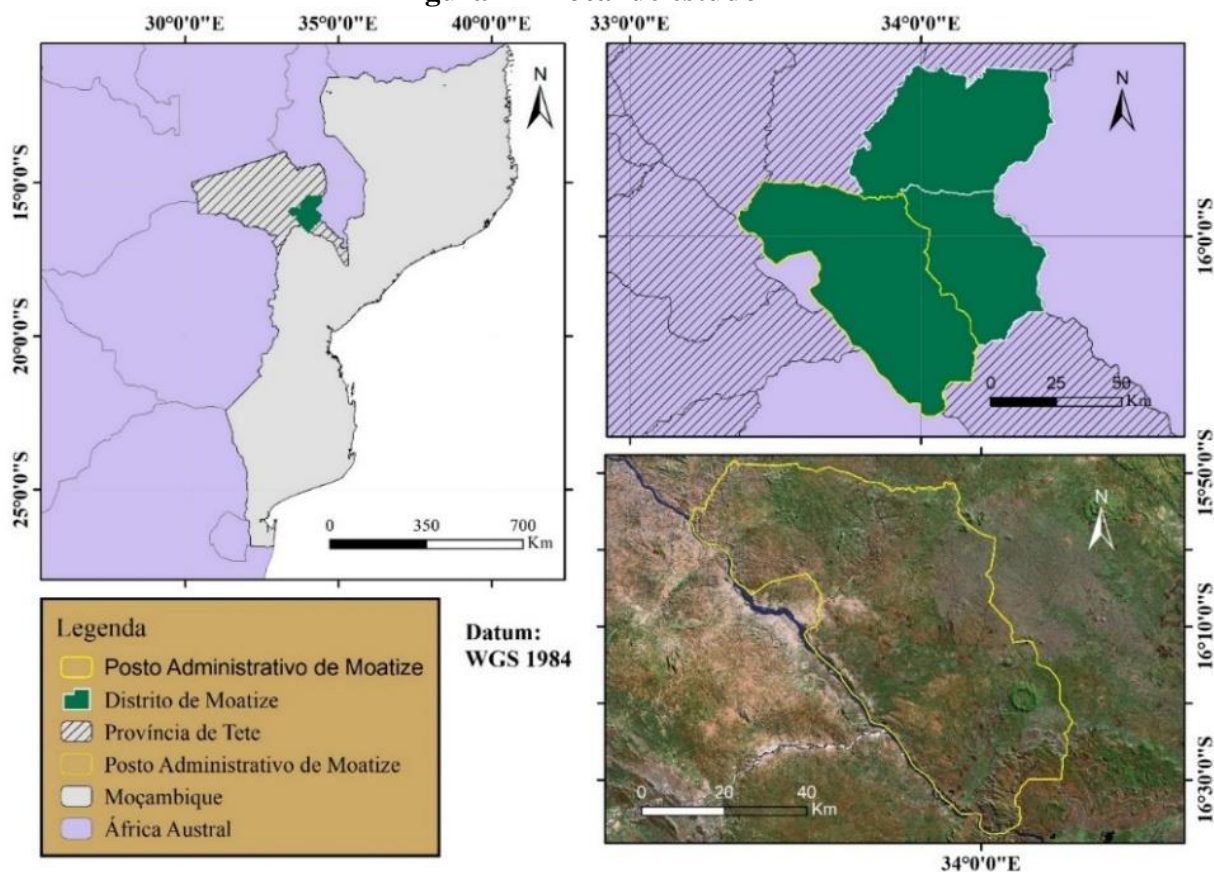 30°0'0"E 35°0'0"E 40°0'0"E
N
15°0'0"S
20°0'0"S
25°0'0"S
0 350 700
Km
33°0'0"E 34°0'0"E
N
16°0'0"S
0 25 50
Km
Legenda
Posto Administrativo de Moatize
Distrito de Moatize
Província de Tete
Posto Administrativo de Moatize
Moçambique
África Austral
Datum:
WGS 1984
N
15°50'0"S
16°10'0"S
16°30'0"S
0 20 40
Km
34°0'0"E